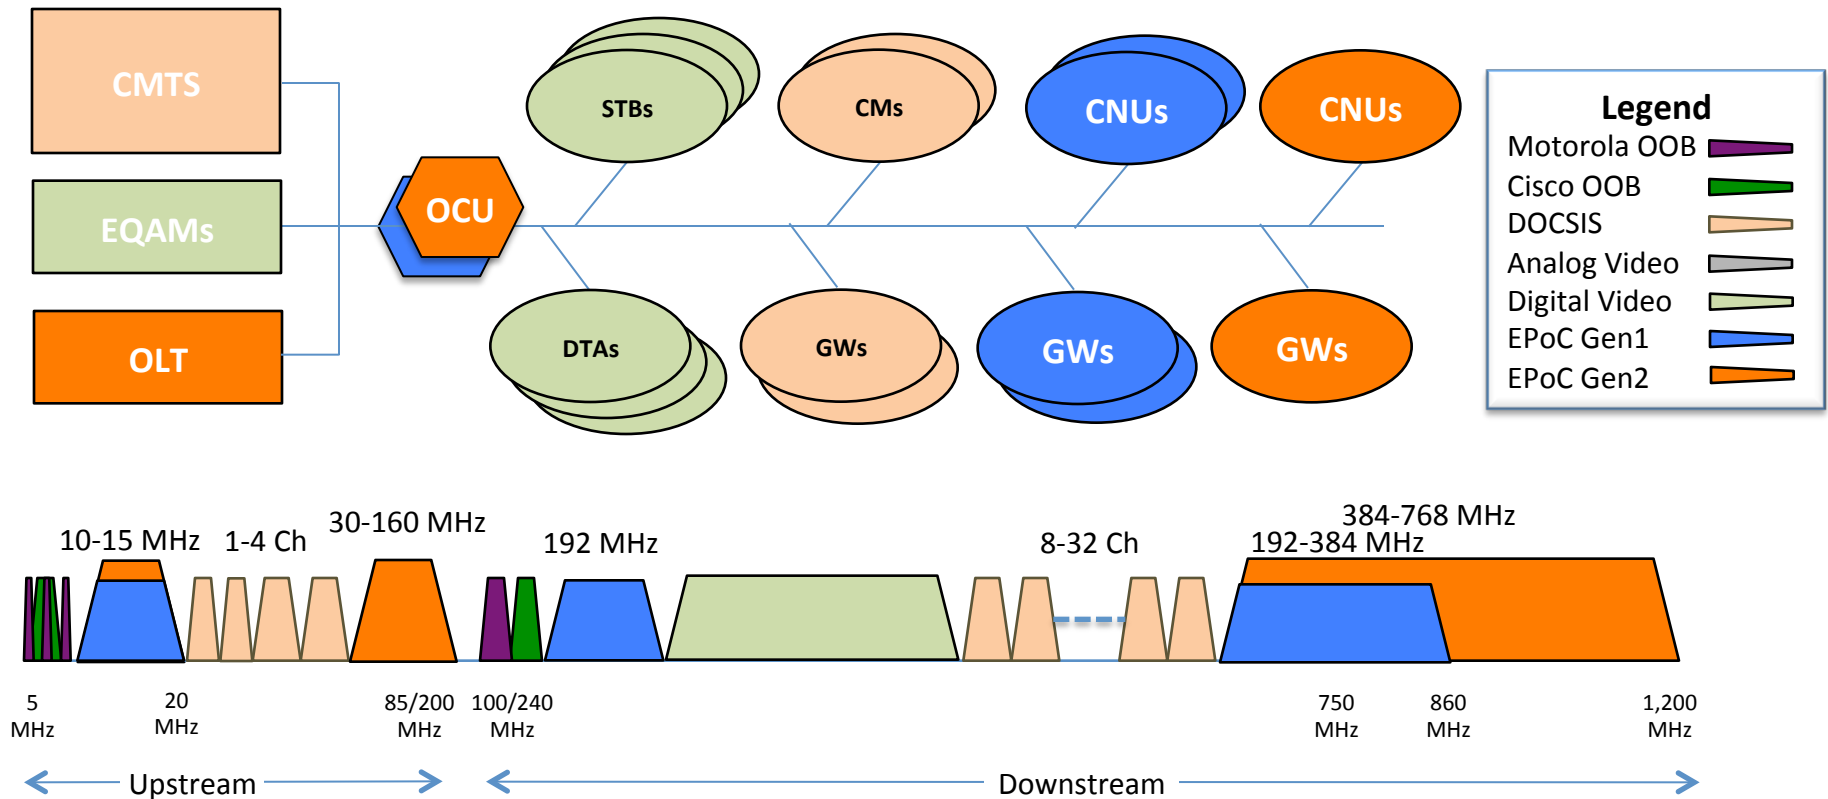 CMTS
EQAMs
OLT
OCU
STBs
CMs
CNUs
CNUs
DTAs
GWs
GWs
GWs
Legend
Motorola OOB
Cisco OOB
DOCSIS
Analog Video
Digital Video
EPoC Gen1
EPoC Gen2
10-15 MHz
1-4 Ch
30-160 MHz
192 MHz
8-32 Ch
384-768 MHz
192-384 MHz
5
MHz
20
MHz
85/200
MHz
100/240
MHz
750
MHz
860
MHz
1,200
MHz
Upstream
Downstream